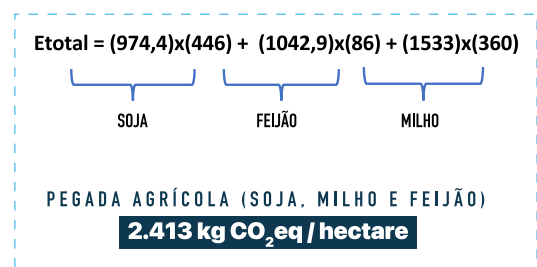 Etotal = (974,4)x(446) + (1042,9)x(86) + (1533)x(360)
SOJA FEIJÃO MILHO
PEGADA AGRÍCOLA (SOJA, MILHO E FEIJÃO)
2.413 kg CO₂eq / hectare